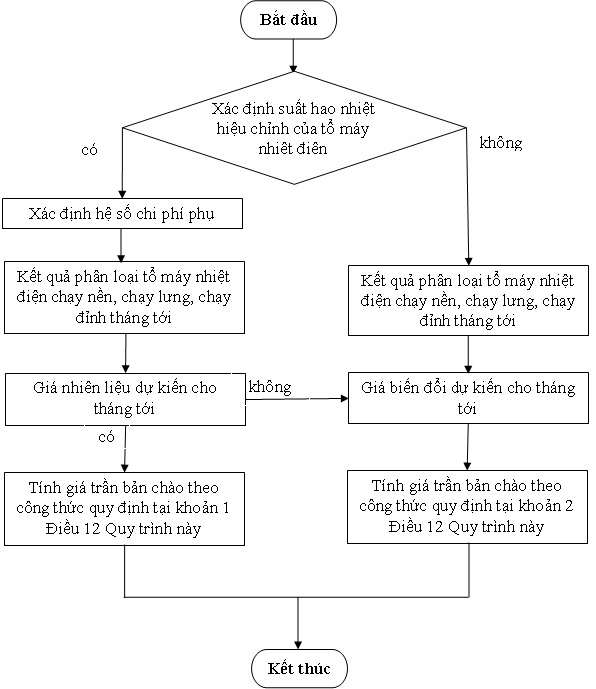 Bắt đầu
Xác định suất hao nhiệt
hiệu chỉnh của tổ máy
nhiêt điên
có
không
Xác định hệ số chi phí phụ
Kết quả phân loại tổ máy nhiệt
điện chạy nền, chạy lưng, chạy
đỉnh tháng tới
Kết quả phân loại tổ máy nhiệt
điện chạy nền, chạy lưng, chạy
đỉnh tháng tới
Giá nhiên liệu dự kiến cho
tháng tới
không
Giá biến đổi dự kiến cho tháng
tới
có
Tính giá trần bản chào theo
công thức quy định tại khoản 1
Điều 12 Quy trình này
Tính giá trần bản chào theo
công thức quy định tại khoản 2
Điều 12 Quy trình này
Kết thúc